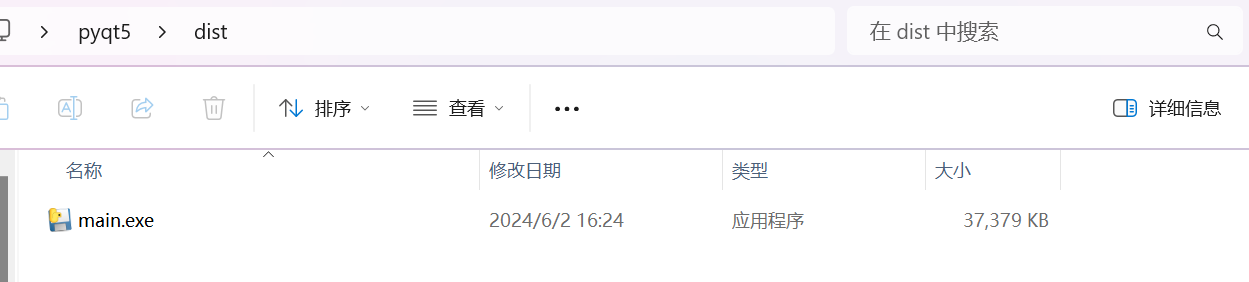 pyqt5 dist 在 dist 中搜索
排序 查看 详细信息
名称 修改日期 类型 大小
main.exe 2024/6/2 16:24 应用程序 37,379 KB